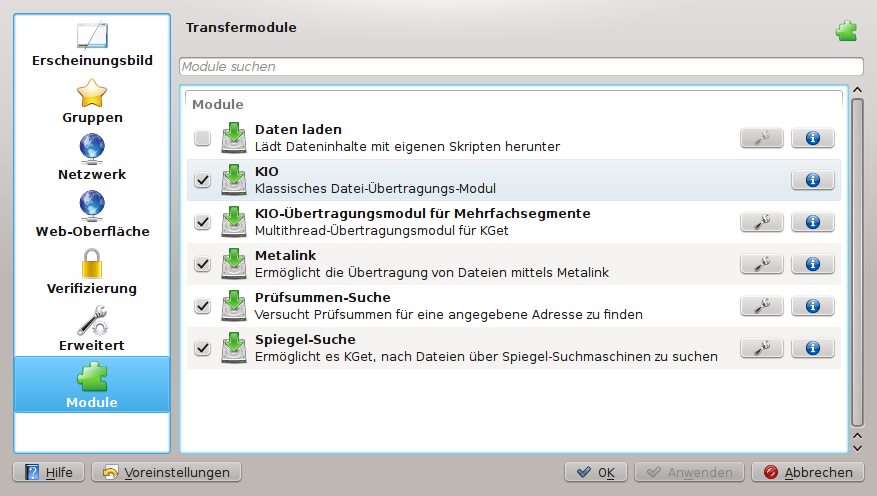 Transfermodule
Erscheinungsbild
Gruppen
Netzwerk
Web-Oberfläche
Verifizierung
Erweitert
Module
Module suchen
Module
Daten laden
Lädt Dateninhalte mit eigenen Skripten herunter
KIO
Klassisches Datei-Übertragungs-Modul
KIO-Übertragungsmodul für Mehrfachsegmente
Multithread-Übertragungsmodul für KGet
Metalink
Ermöglicht die Übertragung von Dateien mittels Metalink
Prüfsummen-Suche
Versucht Prüfsummen für eine angegebene Adresse zu finden
Spiegel-Suche
Ermöglicht es KGet, nach Dateien über Spiegel-Suchmaschinen zu suchen
Hilfe
Voreinstellungen
OK
Anwenden
Abbrechen